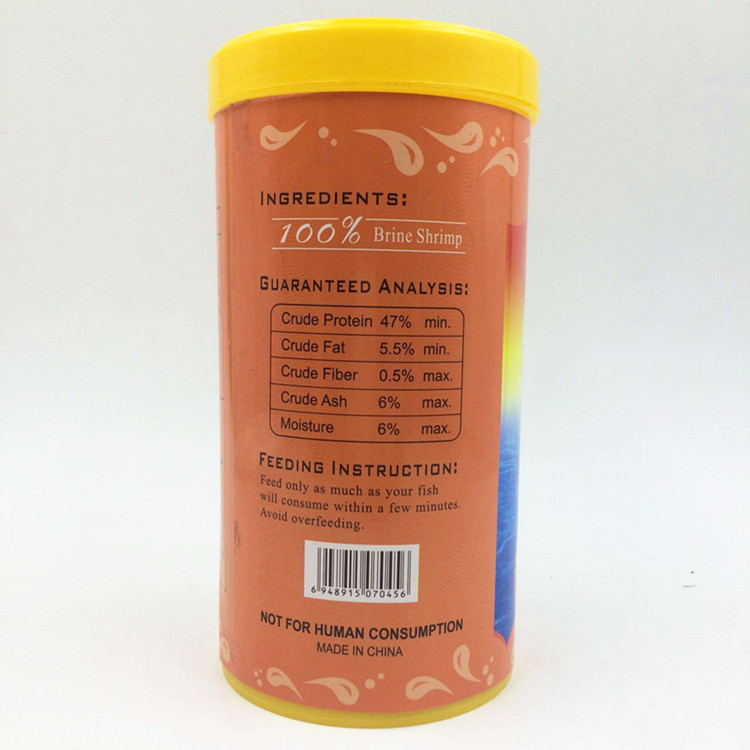 INGREDIENTS:
100% Brine Shrimp
GUARANTEED ANALYSIS:
Crude Protein 47% min.
Crude Fat 5.5% min.
Crude Fiber 0.5% max.
Crude Ash 6% max.
Moisture 6% max.
FEEDING INSTRUCTION:
Feed only as much as your fish
will consume within a few minutes.
Avoid overfeeding.
6 948915 070456
NOT FOR HUMAN CONSUMPTION
MADE IN CHINA